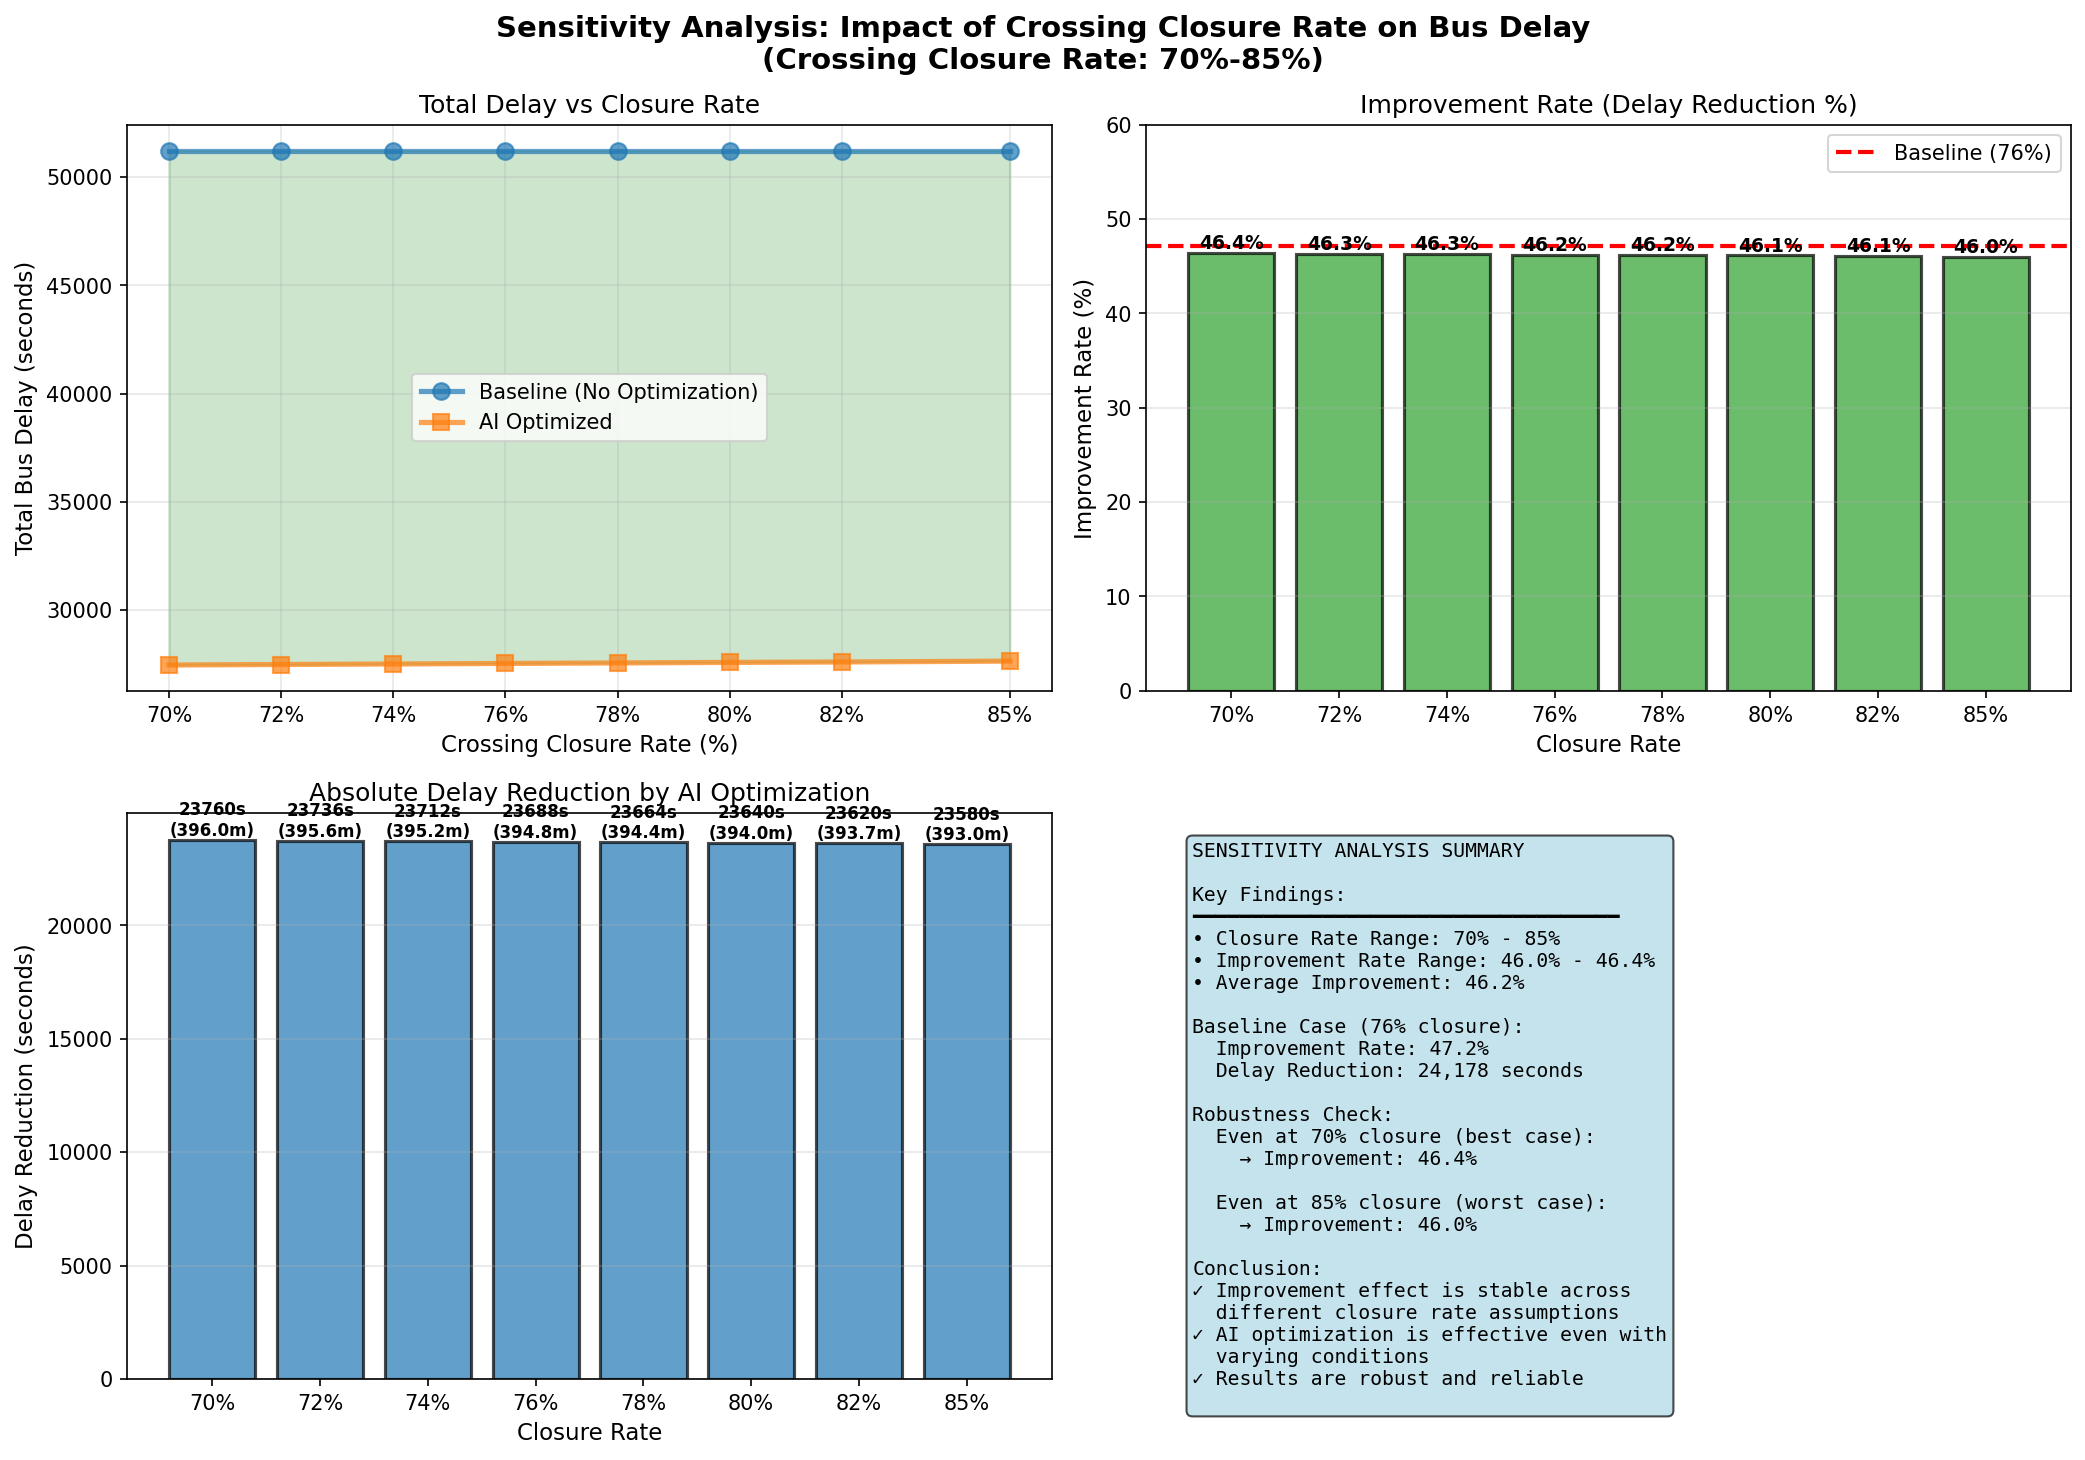 Sensitivity Analysis: Impact of Crossing Closure Rate on Bus Delay
(Crossing Closure Rate: 70%-85%)
Total Delay vs Closure Rate
Total Bus Delay (seconds)
50000
45000
40000
35000
30000
Baseline (No Optimization)
AI Optimized
70% 72% 74% 76% 78% 80% 82% 85%
Crossing Closure Rate (%)
Improvement Rate (Delay Reduction %)
Improvement Rate (%)
60
50
40
30
20
10
0
Baseline (76%)
46.4% 46.3% 46.3% 46.2% 46.2% 46.1% 46.1% 46.0%
70% 72% 74% 76% 78% 80% 82% 85%
Closure Rate
Absolute Delay Reduction by AI Optimization
23760s 23736s 23712s 23688s 23664s 23640s 23620s 23580s
(396.0m) (395.6m) (395.2m) (394.8m) (394.4m) (394.0m) (393.7m) (393.0m)
Delay Reduction (seconds)
20000
15000
10000
5000
0
70% 72% 74% 76% 78% 80% 82% 85%
Closure Rate
SENSITIVITY ANALYSIS SUMMARY
Key Findings:
• Closure Rate Range: 70% - 85%
• Improvement Rate Range: 46.0% - 46.4%
• Average Improvement: 46.2%
Baseline Case (76% closure):
Improvement Rate: 47.2%
Delay Reduction: 24,178 seconds
Robustness Check:
Even at 70% closure (best case):
→ Improvement: 46.4%
Even at 85% closure (worst case):
→ Improvement: 46.0%
Conclusion:
✓ Improvement effect is stable across
different closure rate assumptions
✓ AI optimization is effective even with
varying conditions
✓ Results are robust and reliable